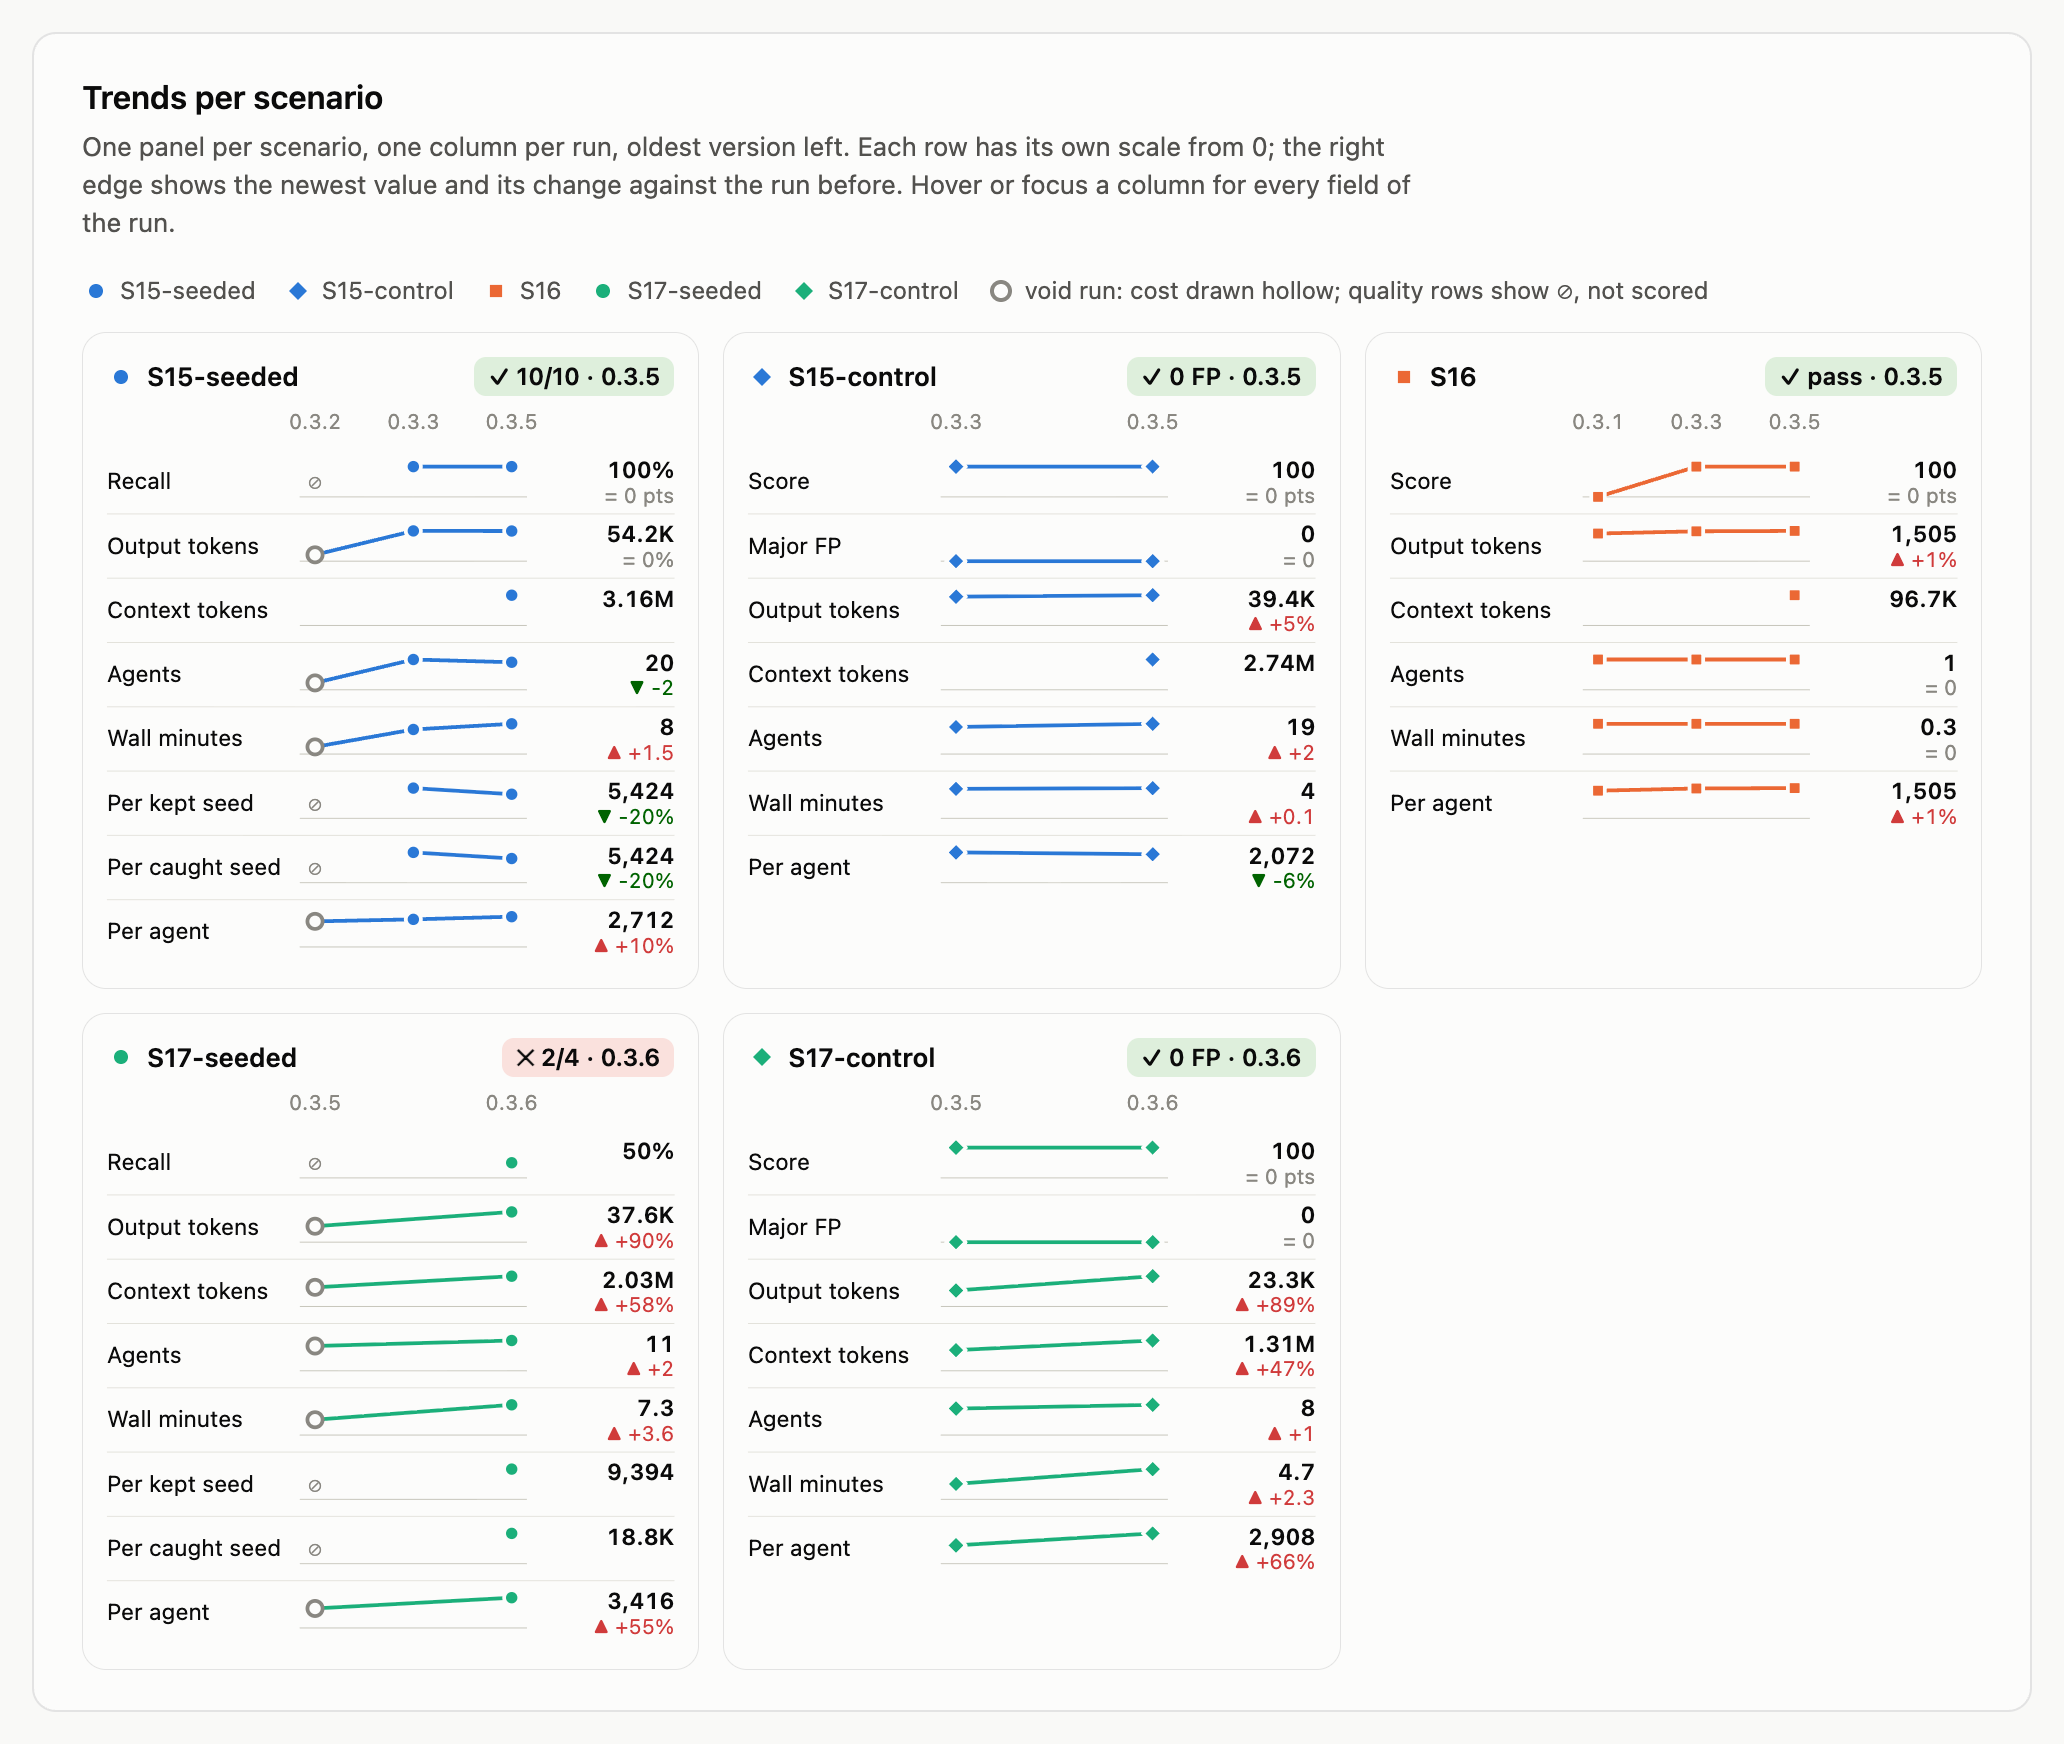 Trends per scenario
One panel per scenario, one column per run, oldest version left. Each row has its own scale from 0; the right
edge shows the newest value and its change against the run before. Hover or focus a column for every field of
the run.
S15-seeded S15-control S16 S17-seeded S17-control void run: cost drawn hollow; quality rows show ⊘, not scored
S15-seeded ✓ 10/10 · 0.3.5
0.3.2 0.3.3 0.3.5
Recall ⊘ 100%
= 0 pts
Output tokens 54.2K
= 0%
Context tokens 3.16M
Agents 20
▼ -2
Wall minutes 8
▲ +1.5
Per kept seed ⊘ 5,424
▼ -20%
Per caught seed ⊘ 5,424
▼ -20%
Per agent 2,712
▲ +10%
S15-control ✓ 0 FP · 0.3.5
0.3.3 0.3.5
Score 100
= 0 pts
Major FP 0
= 0
Output tokens 39.4K
▲ +5%
Context tokens 2.74M
Agents 19
▲ +2
Wall minutes 4
▲ +0.1
Per agent 2,072
▼ -6%
S16 ✓ pass · 0.3.5
0.3.1 0.3.3 0.3.5
Score 100
= 0 pts
Output tokens 1,505
▲ +1%
Context tokens 96.7K
Agents 1
= 0
Wall minutes 0.3
= 0
Per agent 1,505
▲ +1%
S17-seeded ✕ 2/4 · 0.3.6
0.3.5 0.3.6
Recall ⊘ 50%
Output tokens 37.6K
▲ +90%
Context tokens 2.03M
▲ +58%
Agents 11
▲ +2
Wall minutes 7.3
▲ +3.6
Per kept seed ⊘ 9,394
Per caught seed ⊘ 18.8K
Per agent 3,416
▲ +55%
S17-control ✓ 0 FP · 0.3.6
0.3.5 0.3.6
Score 100
= 0 pts
Major FP 0
= 0
Output tokens 23.3K
▲ +89%
Context tokens 1.31M
▲ +47%
Agents 8
▲ +1
Wall minutes 4.7
▲ +2.3
Per agent 2,908
▲ +66%